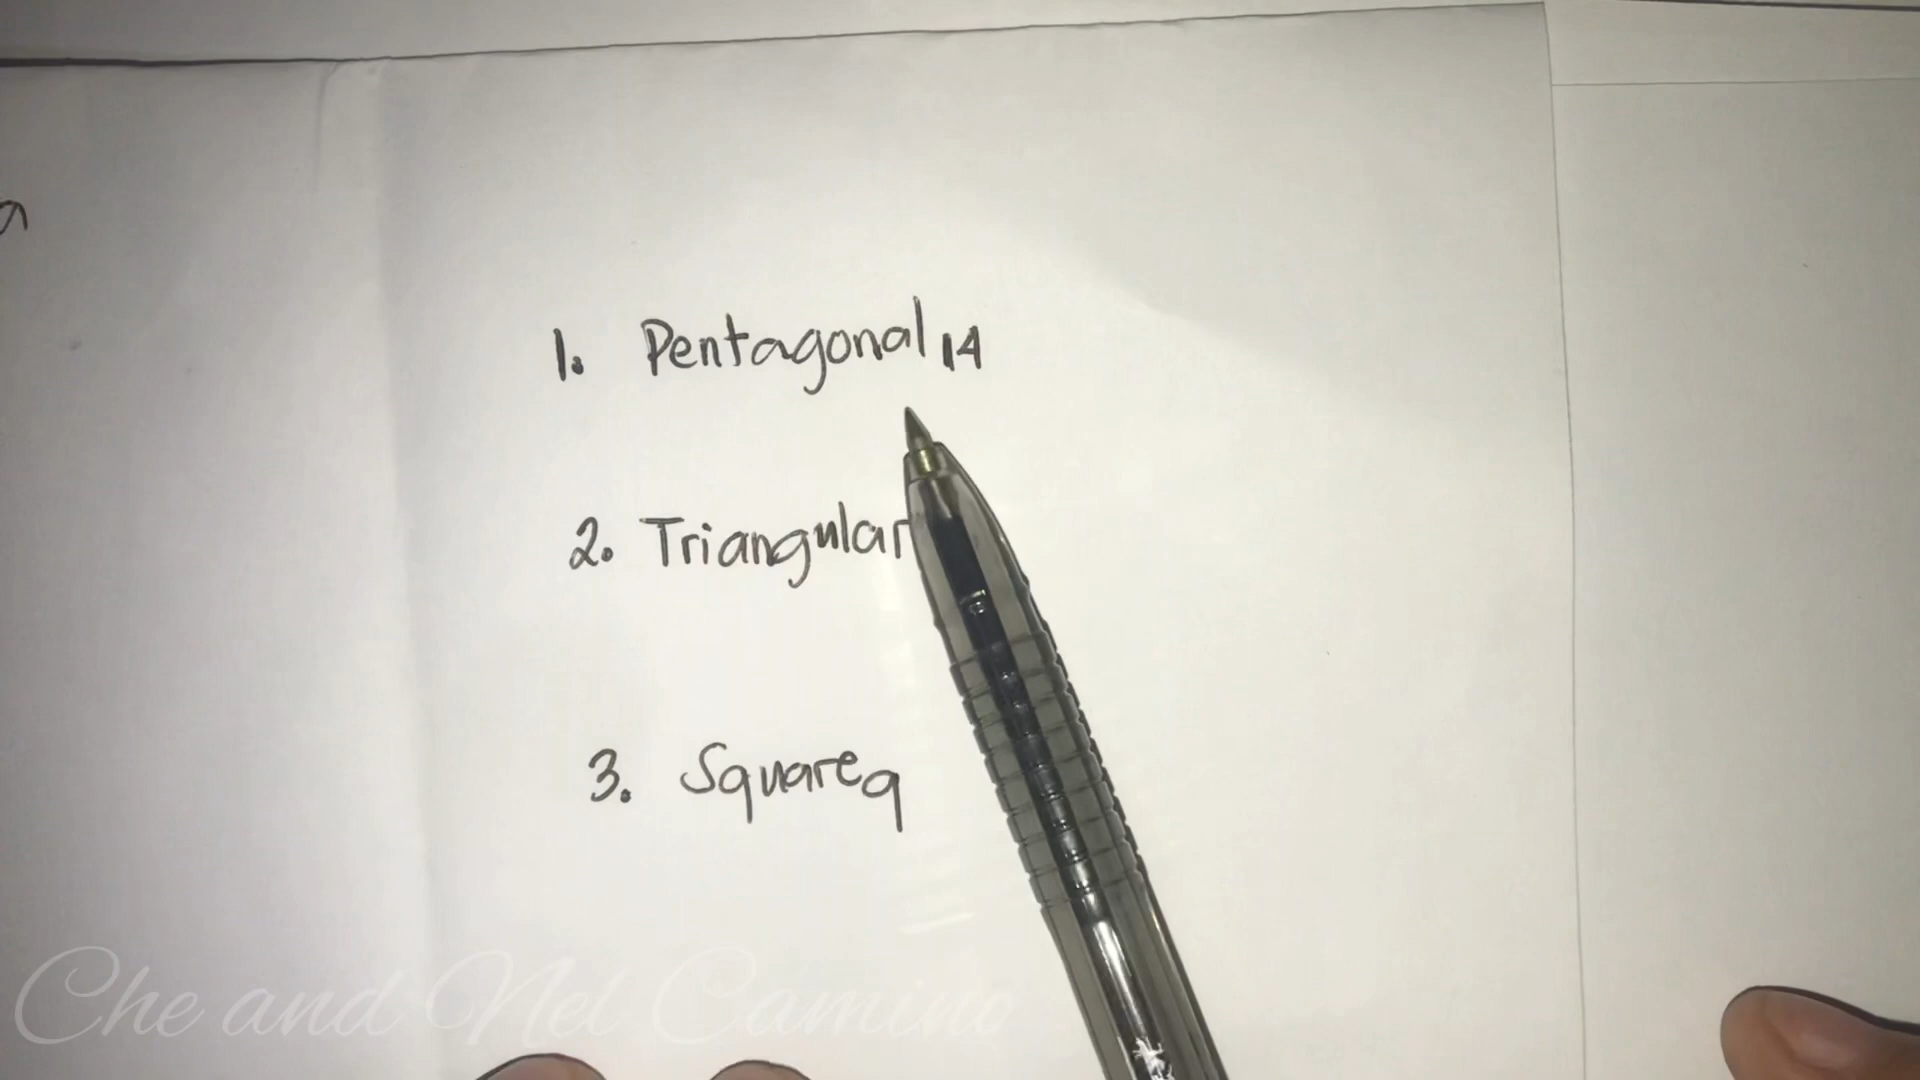 1. Pentagonal 14
2. Triangular
3. Square 9
Che and Nel Camino